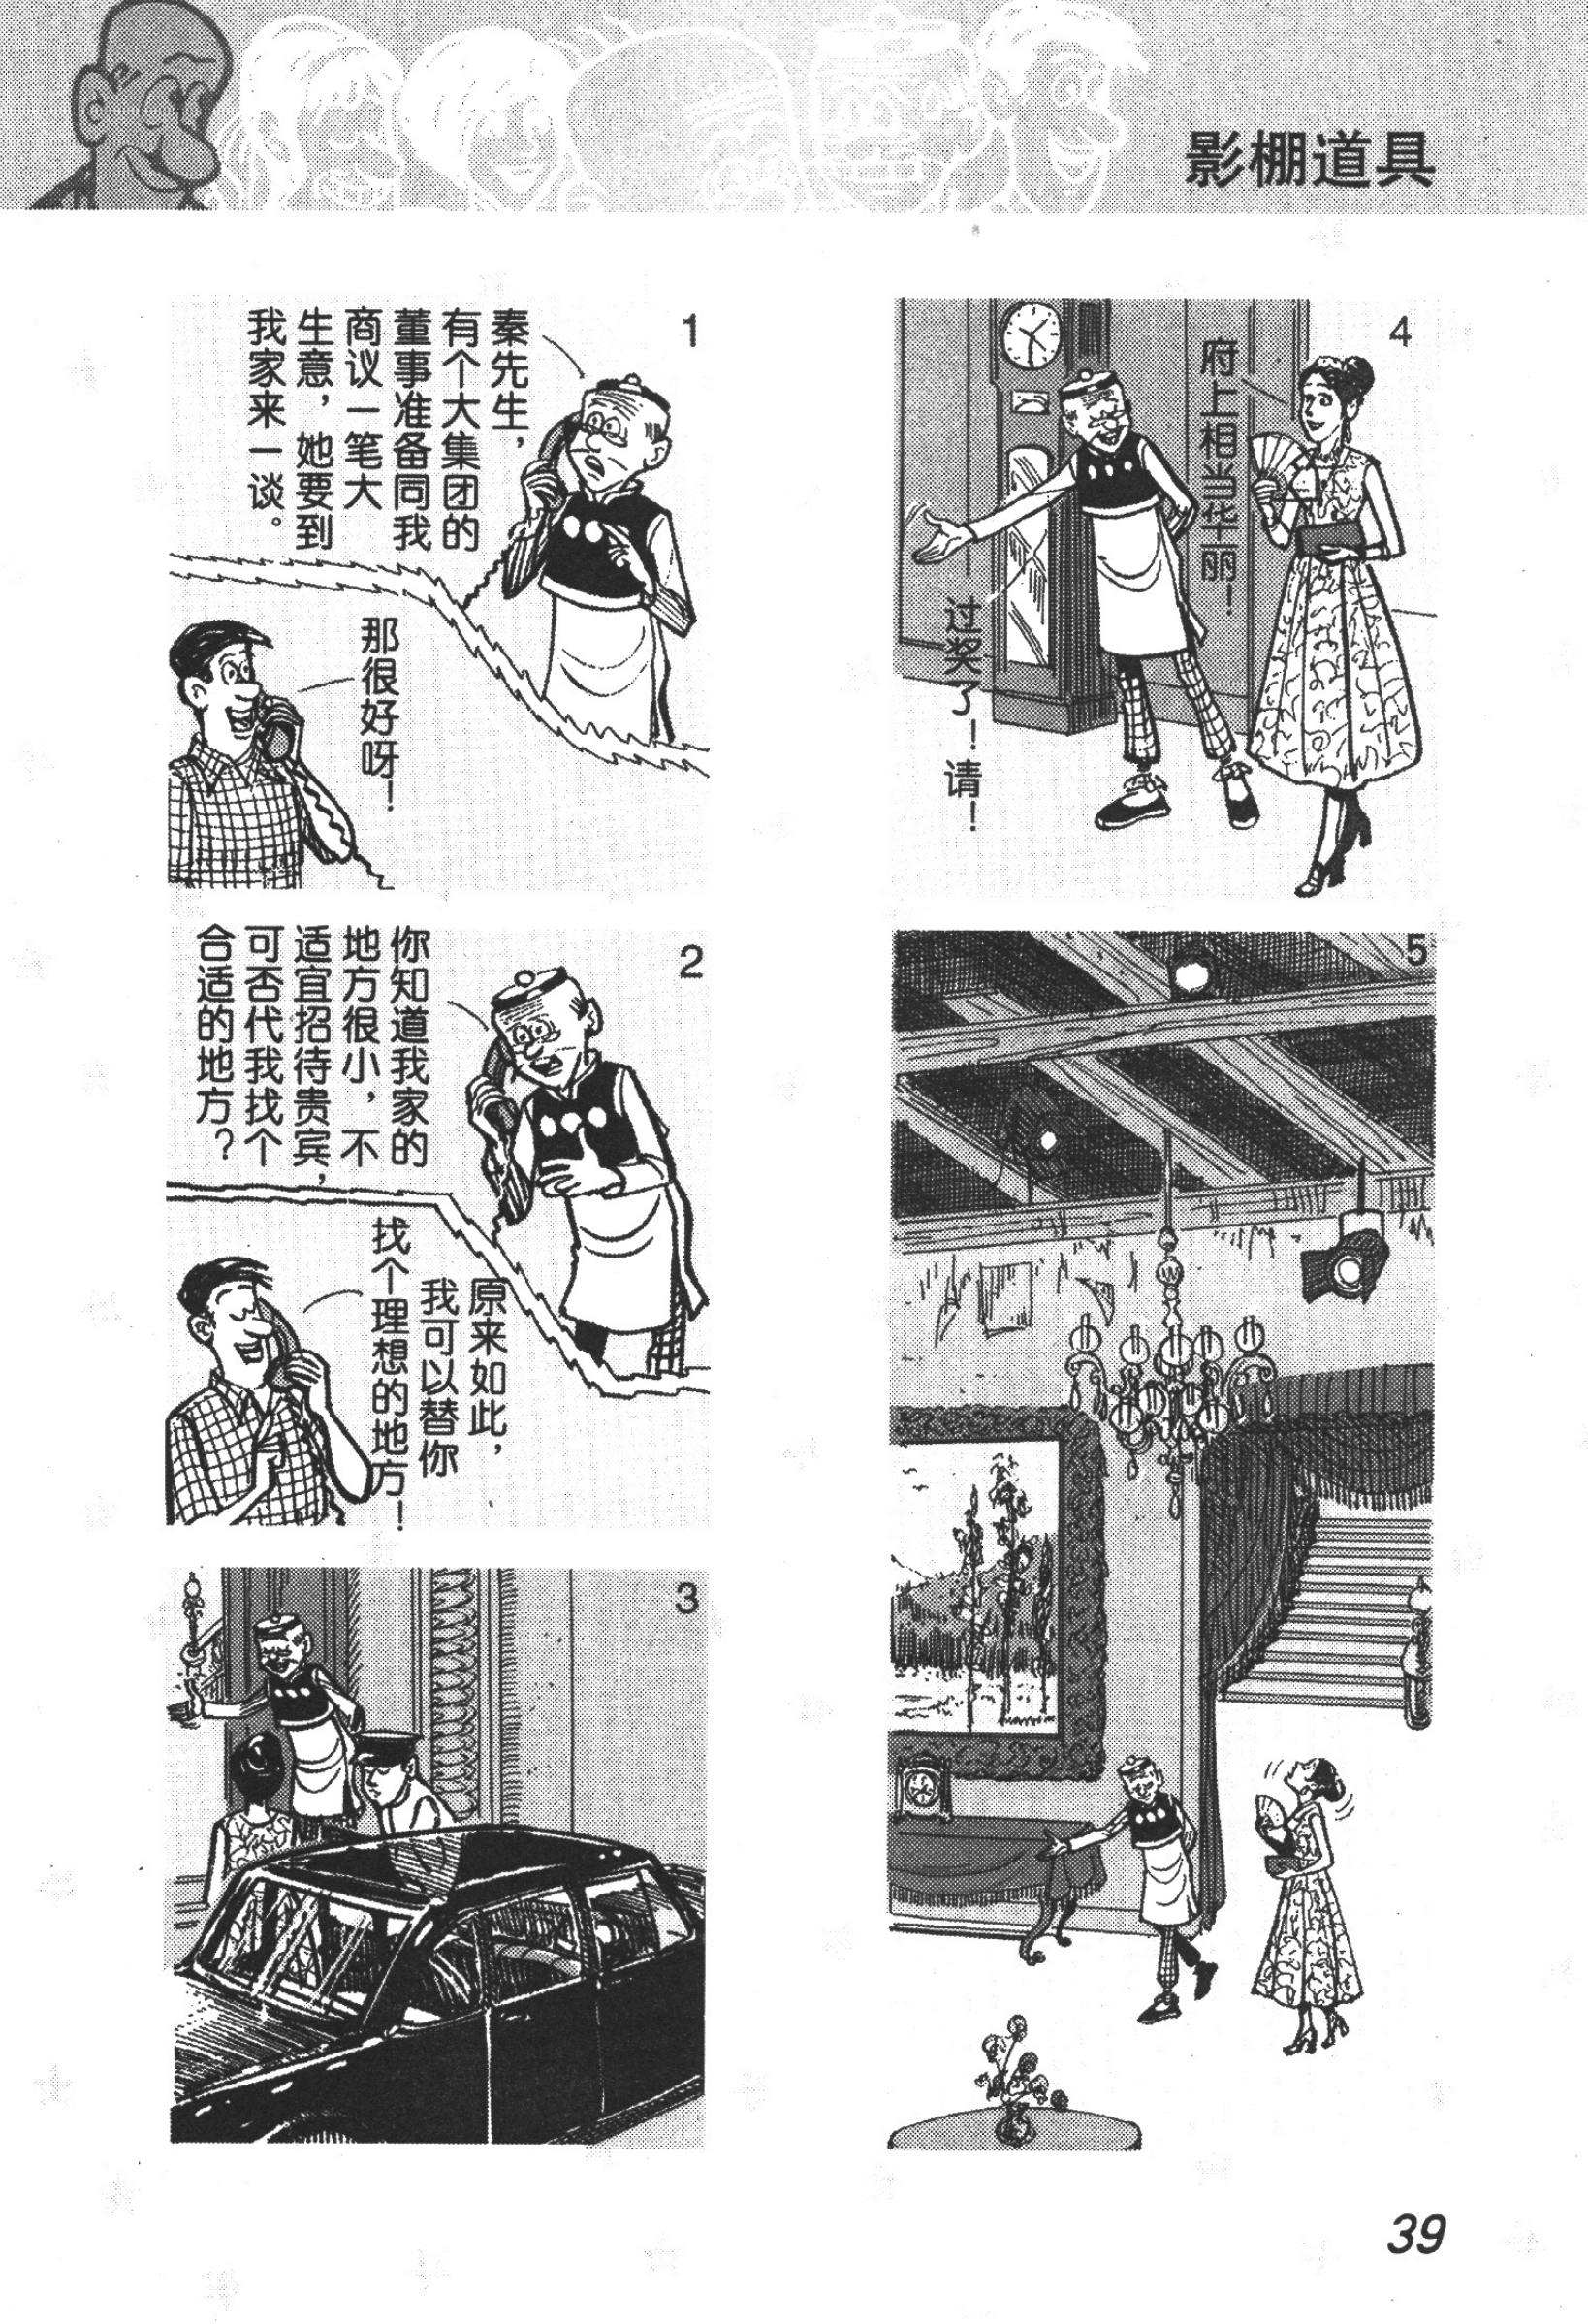 影棚道具
1
秦先生，
有个大集团的
董事准备同我
商议一笔大
生意，她要到
我家来一谈。
那很好呀！
2
你知道我家的
地方很小，不
适宜招待贵宾，
可否代我找个
合适的地方？
原来如此，
我可以替你
找个理想的地方！
3
4
府上相当华丽！
过奖了！请！
5
39